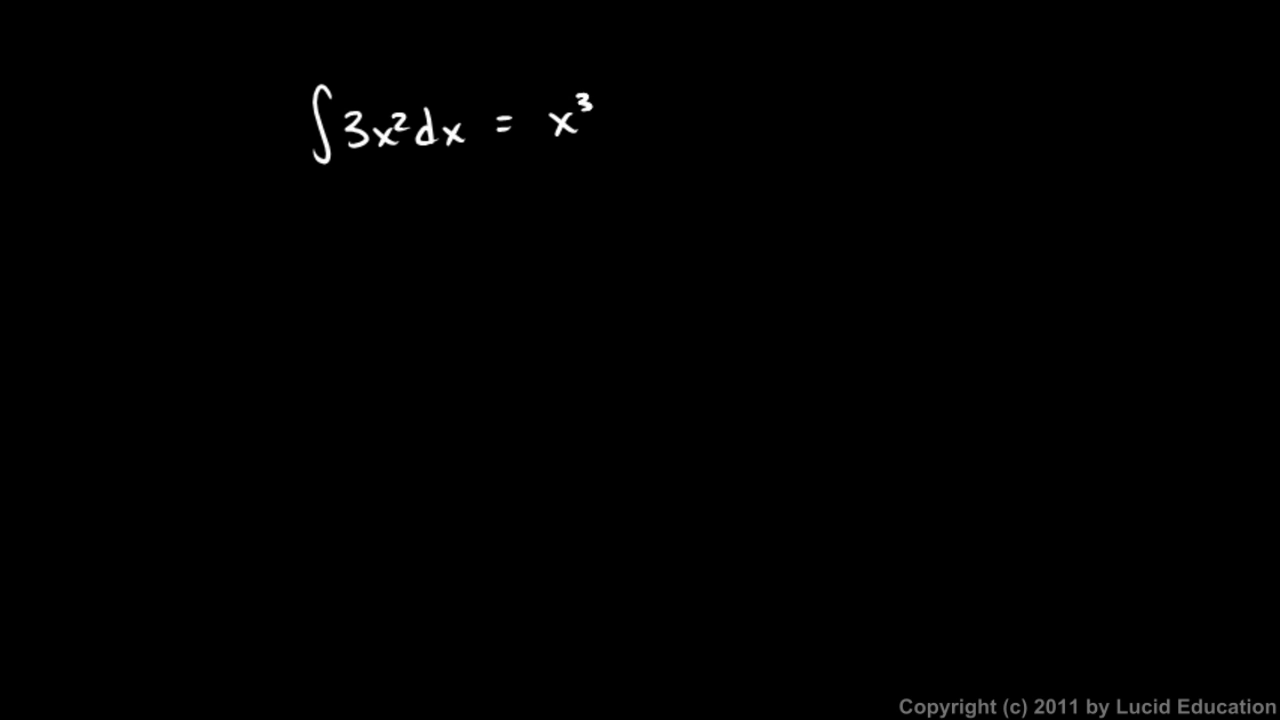 ∫3x²dx = x³
Copyright (c) 2011 by Lucid Education